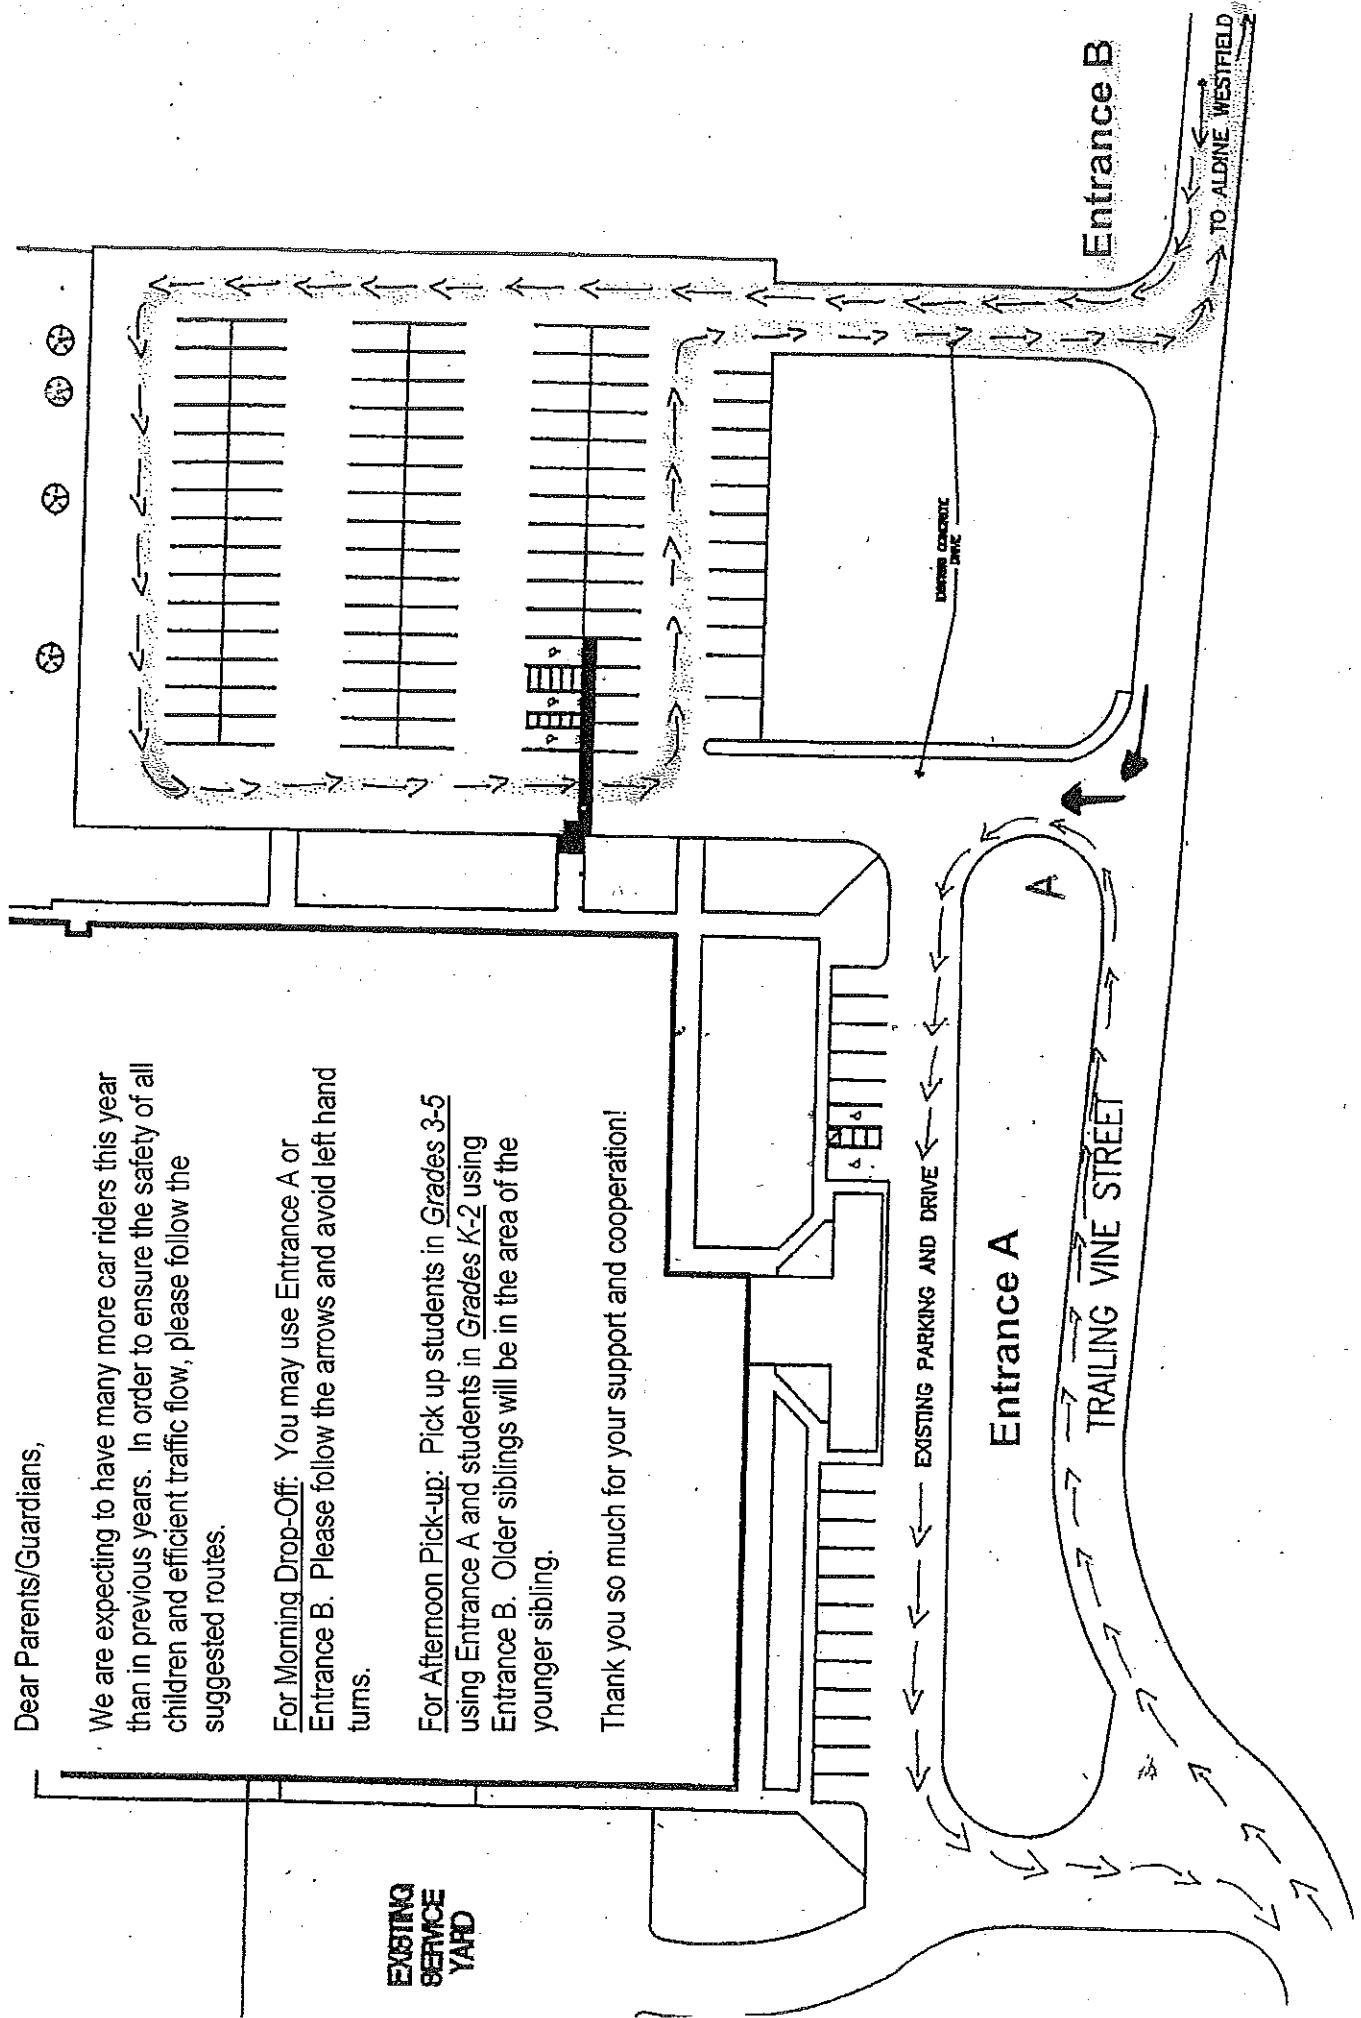 Dear Parents/Guardians,
We are expecting to have many more car riders this year
than in previous years. In order to ensure the safety of all
children and efficient traffic flow, please follow the
suggested routes.
For Morning Drop-Off: You may use Entrance A or
Entrance B. Please follow the arrows and avoid left hand
turns.
For Afternoon Pick-up: Pick up students in Grades 3-5
using Entrance A and students in Grades K-2 using
Entrance B. Older siblings will be in the area of the
younger sibling.
Thank you so much for your support and cooperation!
EXISTING
SERVICE
YARD
EXISTING PARKING AND DRIVE
Entrance A
TRAILING VINE STREET
A
CONCRETE
DRIVE
Entrance B
TO ALDINE WESTFIELD